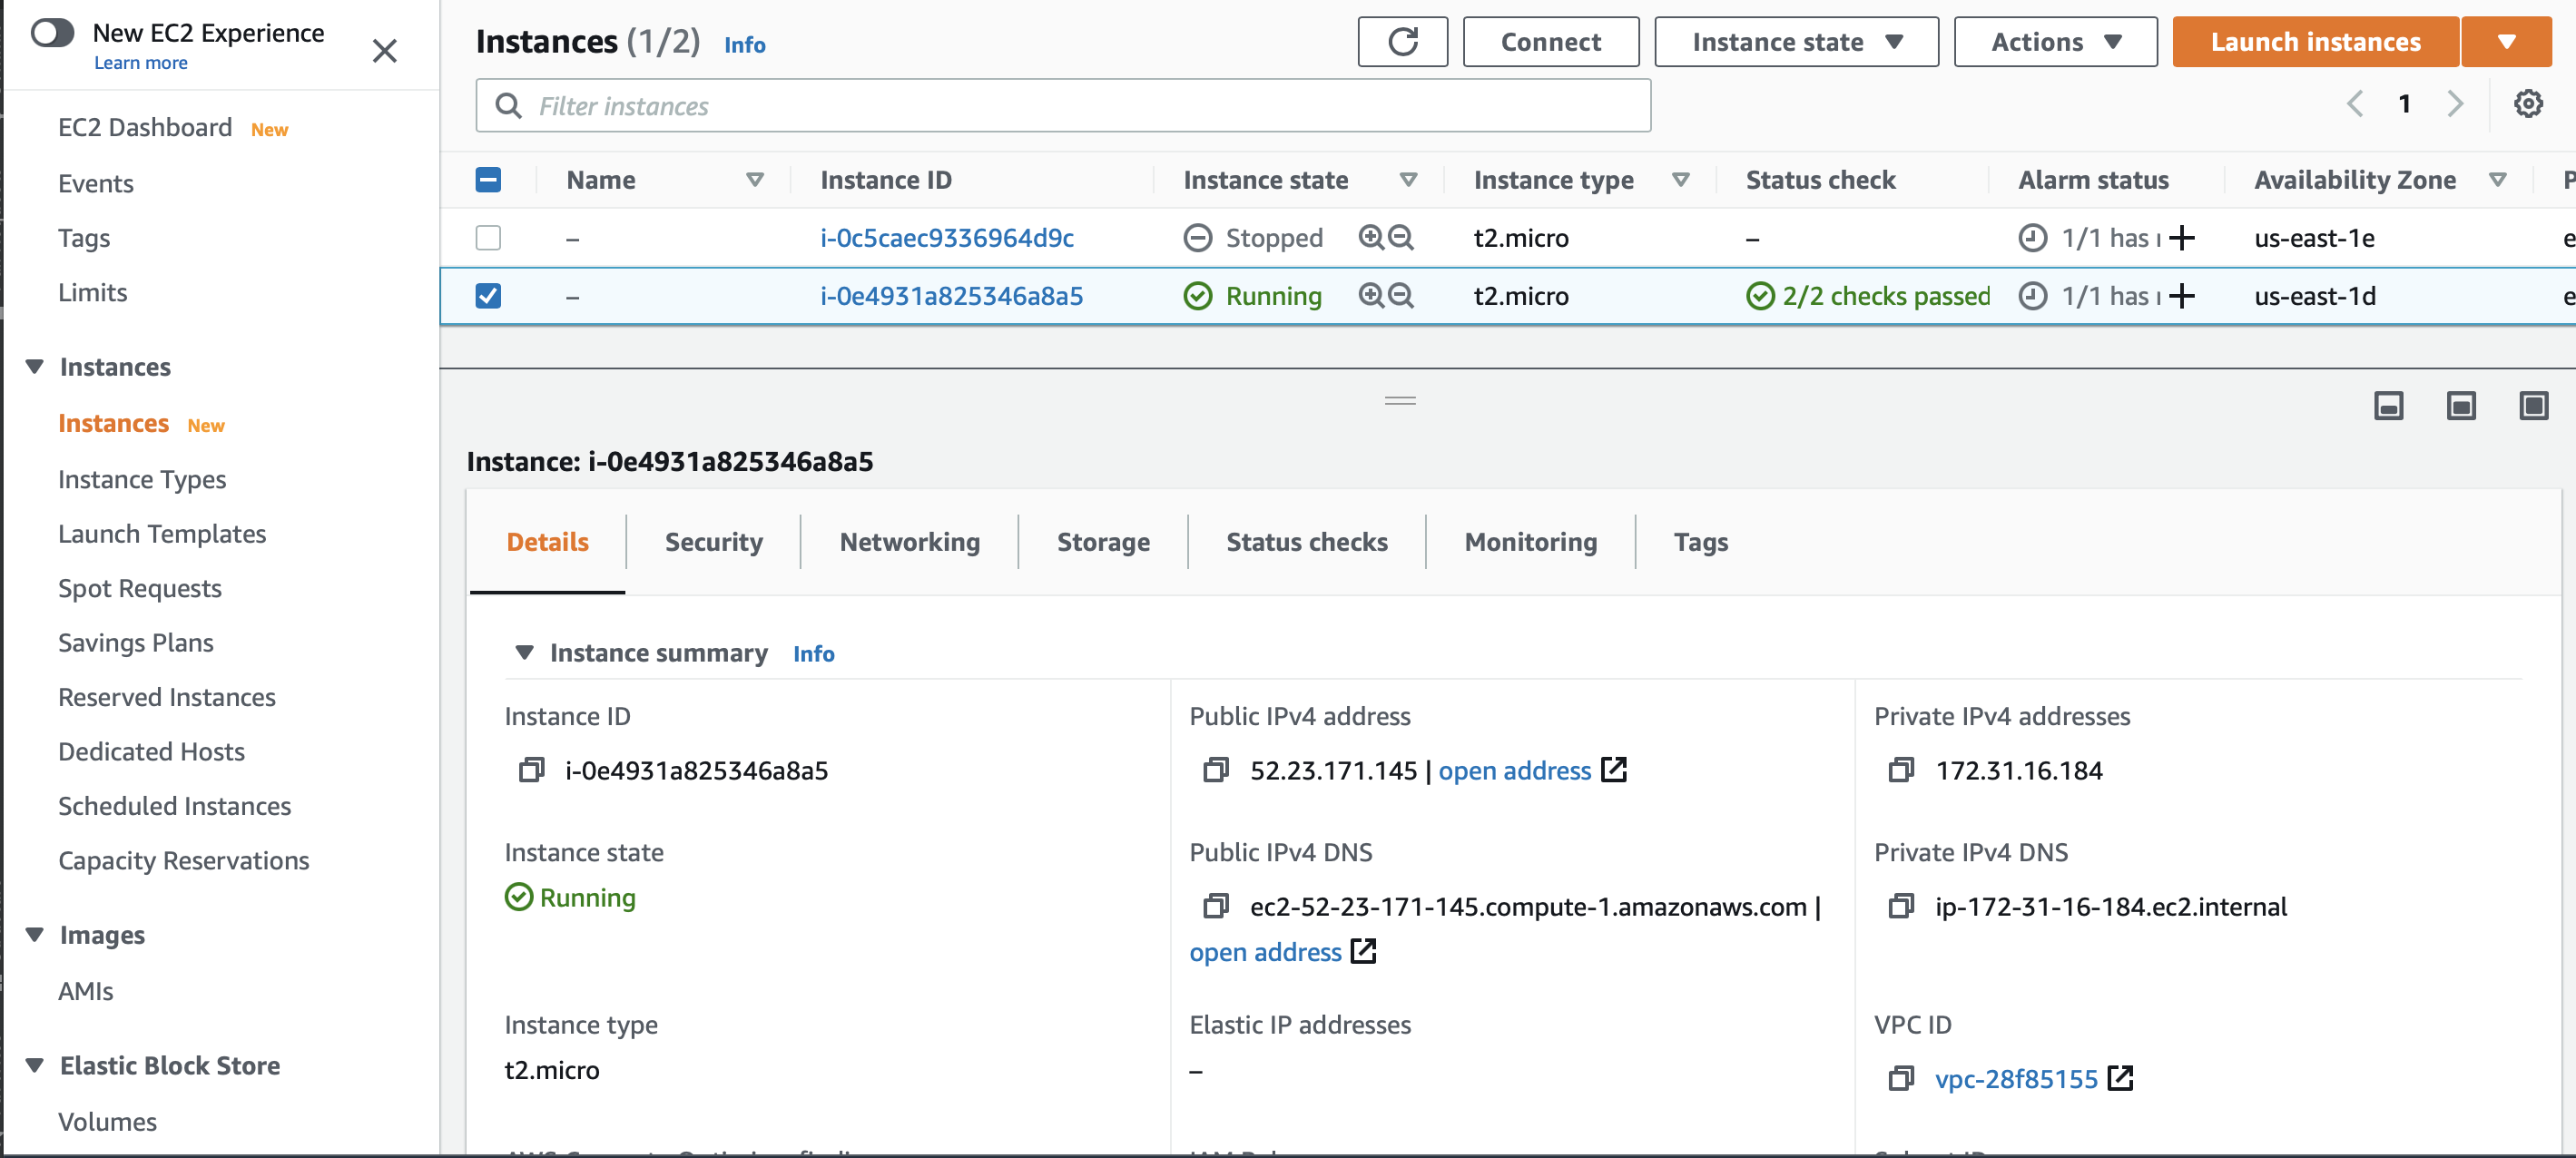 New EC2 Experience
Learn more
EC2 Dashboard New
Events
Tags
Limits
Instances
Instances New
Instance Types
Launch Templates
Spot Requests
Savings Plans
Reserved Instances
Dedicated Hosts
Scheduled Instances
Capacity Reservations
Images
AMIs
Elastic Block Store
Volumes
Instances (1/2) Info
Connect Instance state Actions Launch instances
Filter instances
1
Name Instance ID Instance state Instance type Status check Alarm status Availability Zone P
– i-0c5caec9336964d9c Stopped t2.micro – 1/1 has us-east-1e
– i-0e4931a825346a8a5 Running t2.micro 2/2 checks passed 1/1 has us-east-1d
Instance: i-0e4931a825346a8a5
Details Security Networking Storage Status checks Monitoring Tags
Instance summary Info
Instance ID
i-0e4931a825346a8a5
Public IPv4 address
52.23.171.145 | open address
Private IPv4 addresses
172.31.16.184
Instance state
Running
Public IPv4 DNS
ec2-52-23-171-145.compute-1.amazonaws.com |
open address
Private IPv4 DNS
ip-172-31-16-184.ec2.internal
Instance type
t2.micro
Elastic IP addresses
–
VPC ID
vpc-28f85155